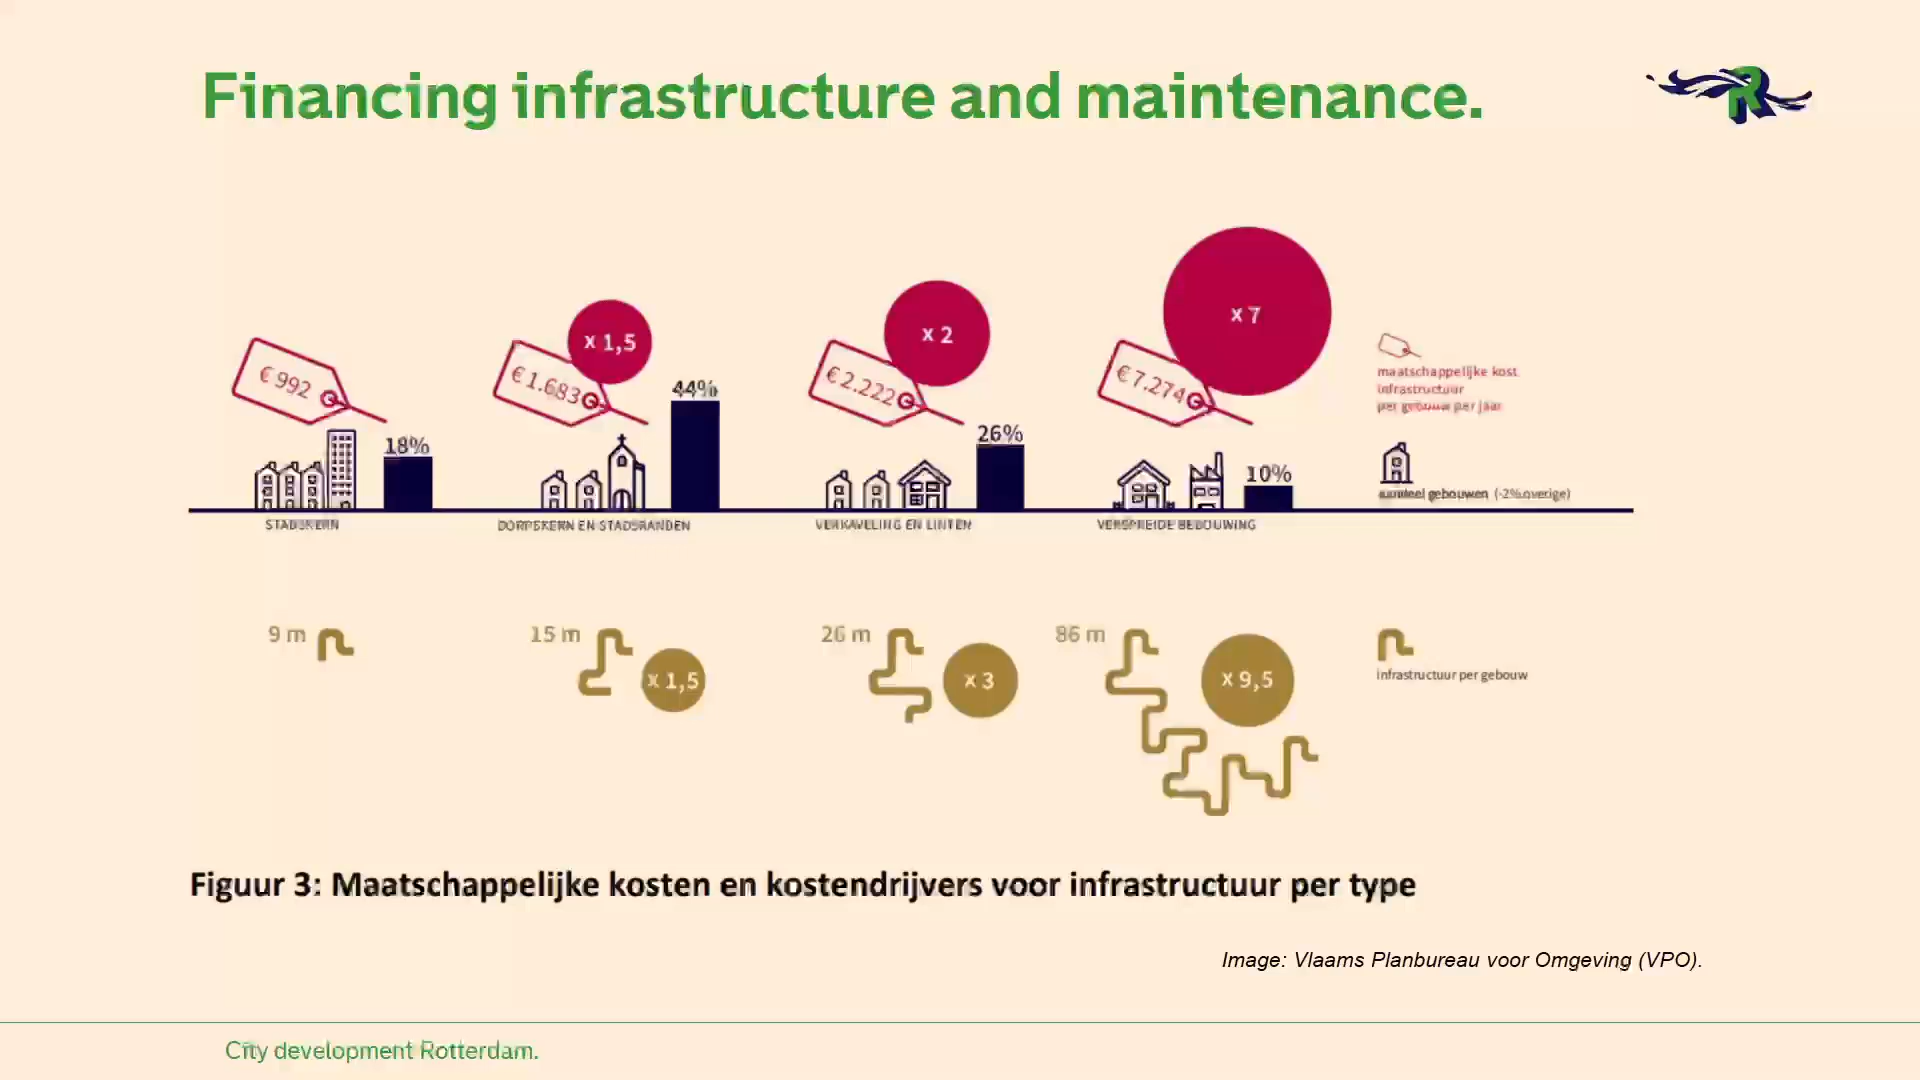 Financing infrastructure and maintenance.
R
x 7
x 1,5
x 2
€ 992
€ 1.683
€ 2.222
€ 7.274
maatschappelijke kost
infrastructuur
per gebouw per jaar
44%
18%
26%
10%
aandeel gebouwen (-2% overige)
STADSKERN
DORPSKERN EN STADSRANDEN
VERKAVELING EN LINTEN
VERSPREIDE BEBOUWING
9 m
15 m
26 m
86 m
x 1,5
x 3
x 9,5
infrastructuur per gebouw
Figuur 3: Maatschappelijke kosten en kostendrijvers voor infrastructuur per type
Image: Vlaams Planbureau voor Omgeving (VPO).
City development Rotterdam.